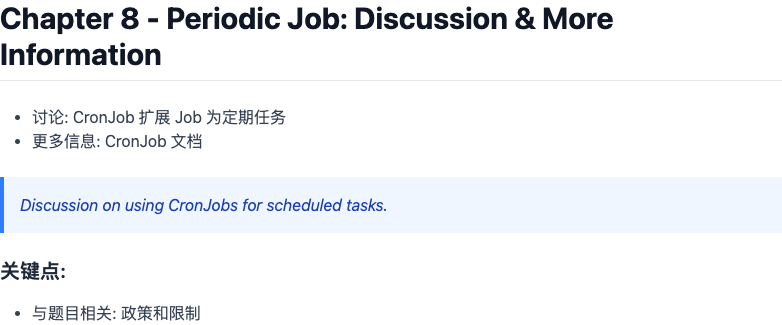 Chapter 8 - Periodic Job: Discussion & More
Information
讨论: CronJob 扩展 Job 为定期任务
更多信息: CronJob 文档
Discussion on using CronJobs for scheduled tasks.
关键点:
与题目相关: 政策和限制